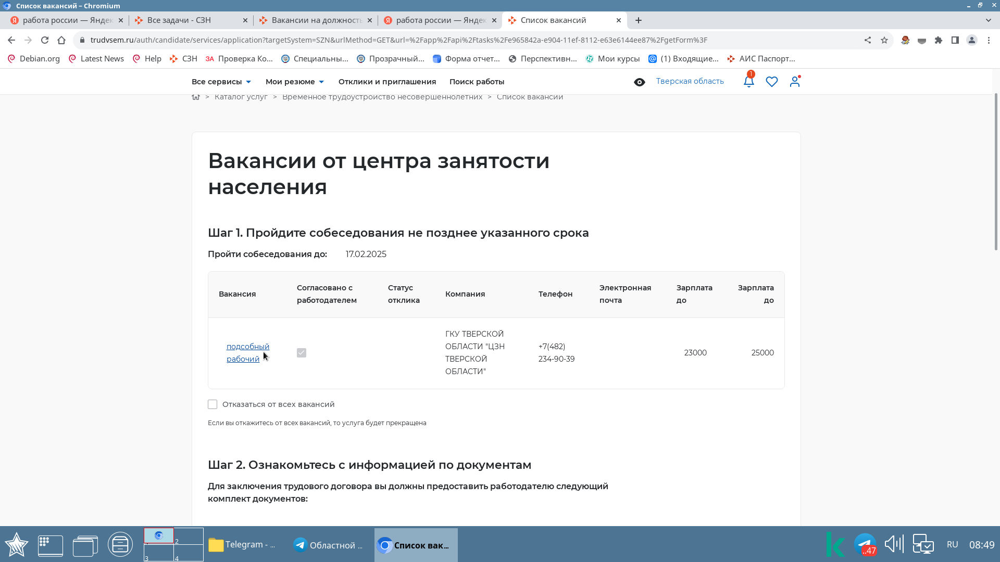 Список вакансий – Chromium
работа россии — Яндек
Все задачи - СЗН
Вакансии на должность
работа россии — Яндек
Список вакансий
trudvsem.ru/auth/candidate/services/application?targetSystem=SZN&urlMethod=GET&url=%2Fapp%2Fapi%2Ftasks%2Fe965842a-e904-11ef-8112-e63e6144ee87%2FgetForm%3F
Debian.org
Latest News
Help
СЗН
ЗА Проверка Ко...
Специальны...
Прозрачный...
Форма отчет...
Перспективн...
Мои курсы
(1) Входящие...
АИС Паспорт...
Все сервисы
Мои резюме
Отклики и приглашения
Поиск работы
Тверская область
1
> Каталог услуг > Временное трудоустройство несовершеннолетних > Список вакансий
Вакансии от центра занятости
населения
Шаг 1. Пройдите собеседования не позднее указанного срока
Пройти собеседования до: 17.02.2025
Вакансия
Согласовано с
работодателем
Статус
отклика
Компания
Телефон
Электронная
почта
Зарплата
до
Зарплата
до
подсобный
рабочий
ГКУ ТВЕРСКОЙ
ОБЛАСТИ "ЦЗН
ТВЕРСКОЙ
ОБЛАСТИ"
+7(482)
234-90-39
23000
25000
Отказаться от всех вакансий
Если вы откажитесь от всех вакансий, то услуга будет прекращена
Шаг 2. Ознакомьтесь с информацией по документам
Для заключения трудового договора вы должны предоставить работодателю следующий
комплект документов:
2
3
4
Telegram - ...
Областной ...
Список вак...
..47
RU
08:49